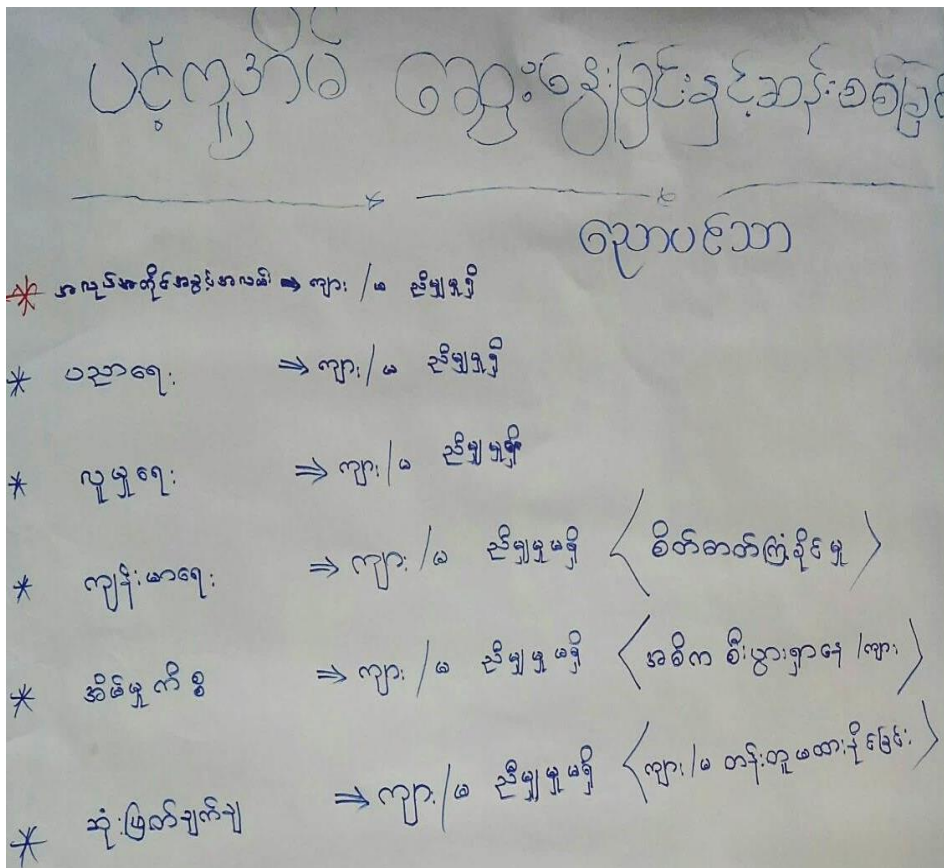 ပင့်ကူအိမ် ဆွေးနွေးခြင်းနှင့်ဆန်းစစ်ခြင်း
ညောပင်သာ
* အလုပ်အကိုင်အခွင့်အလမ်း ⇒ ကျား/မ ညီမျှမှုရှိ
* ပညာရေး ⇒ ကျား/မ ညီမျှမှုရှိ
* လူမှုရေး ⇒ ကျား/မ ညီမျှမှုရှိ
* ကျန်းမာရေး ⇒ ကျား/မ ညီမျှမှုမရှိ < စိတ်ဓာတ်ကြံ့ခိုင်မှု >
* အိမ်မှုကိစ္စ ⇒ ကျား/မ ညီမျှမှုမရှိ < အဓိက စီးပွားရှာနေ /ကျား >
* ဆုံးဖြတ်ချက်ချ ⇒ ကျား/မ ညီမျှမှုမရှိ < ကျား/မ တန်းတူမထားနိုင်ခြင်း >